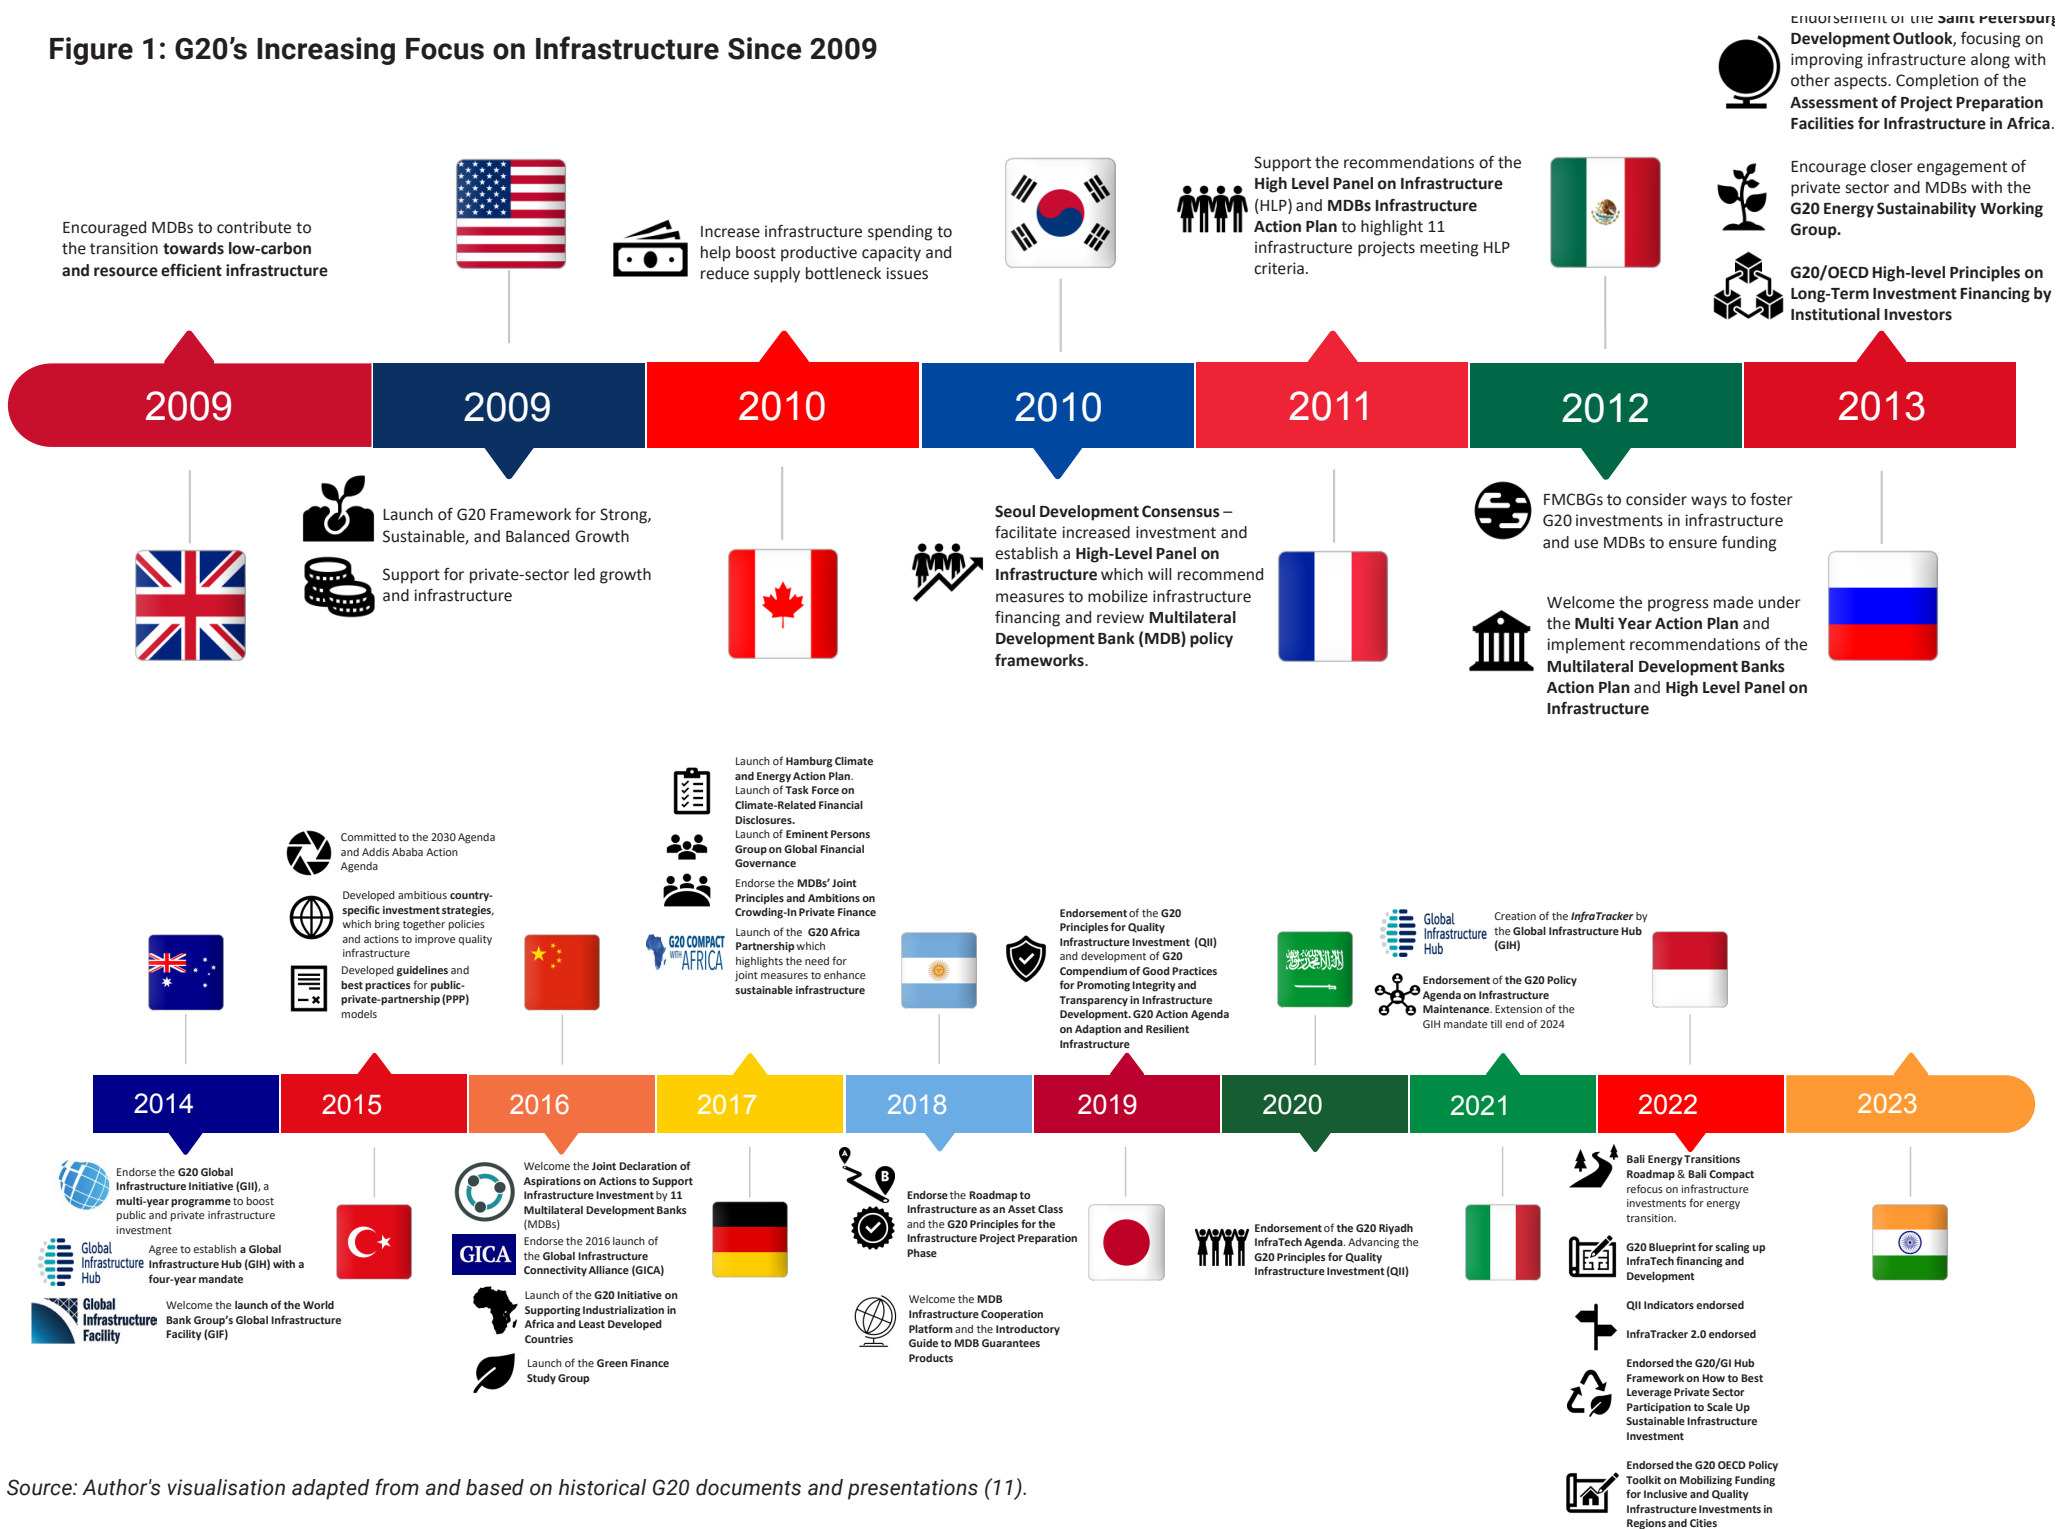 Figure 1: G20’s Increasing Focus on Infrastructure Since 2009
Endorsement of the Saint Petersburg
Development Outlook, focusing on
improving infrastructure along with
other aspects. Completion of the
Assessment of Project Preparation
Facilities for Infrastructure in Africa.
Encourage closer engagement of
private sector and MDBs with the
G20 Energy Sustainability Working
Group.
G20/OECD High-level Principles on
Long-Term Investment Financing by
Institutional Investors
Encouraged MDBs to contribute to
the transition towards low-carbon
and resource efficient infrastructure
Increase infrastructure spending to
help boost productive capacity and
reduce supply bottleneck issues
Support the recommendations of the
High Level Panel on Infrastructure
(HLP) and MDBs Infrastructure
Action Plan to highlight 11
infrastructure projects meeting HLP
criteria.
2009
2009
2010
2010
2011
2012
2013
Launch of G20 Framework for Strong,
Sustainable, and Balanced Growth
Support for private-sector led growth
and infrastructure
Seoul Development Consensus –
facilitate increased investment and
establish a High-Level Panel on
Infrastructure which will recommend
measures to mobilize infrastructure
financing and review Multilateral
Development Bank (MDB) policy
frameworks.
FMCBGs to consider ways to foster
G20 investments in infrastructure
and use MDBs to ensure funding
Welcome the progress made under
the Multi Year Action Plan and
implement recommendations of the
Multilateral Development Banks
Action Plan and High Level Panel on
Infrastructure
Committed to the 2030 Agenda
and Addis Ababa Action
Agenda
Developed ambitious country-
specific investment strategies,
which bring together policies
and actions to improve quality
infrastructure
Developed guidelines and
best practices for public-
private-partnership (PPP)
models
Launch of Hamburg Climate
and Energy Action Plan.
Launch of Task Force on
Climate-Related Financial
Disclosures.
Launch of Eminent Persons
Group on Global Financial
Governance
Endorse the MDBs’ Joint
Principles and Ambitions on
Crowding-In Private Finance
G20 COMPACT
WITH AFRICA
Launch of the G20 Africa
Partnership which
highlights the need for
joint measures to enhance
sustainable infrastructure
Endorsement of the G20
Principles for Quality
Infrastructure Investment (QII)
and development of G20
Compendium of Good Practices
for Promoting Integrity and
Transparency in Infrastructure
Development. G20 Action Agenda
on Adaption and Resilient
Infrastructure
Global
Infrastructure
Hub
Creation of the InfraTracker by
the Global Infrastructure Hub
(GIH)
Endorsement of the G20 Policy
Agenda on Infrastructure
Maintenance. Extension of the
GIH mandate till end of 2024
2014
2015
2016
2017
2018
2019
2020
2021
2022
2023
Endorse the G20 Global
Infrastructure Initiative (GII), a
multi-year programme to boost
public and private infrastructure
investment
Global
Infrastructure
Hub
Agree to establish a Global
Infrastructure Hub (GIH) with a
four-year mandate
Global
Infrastructure
Facility
Welcome the launch of the World
Bank Group’s Global Infrastructure
Facility (GIF)
Welcome the Joint Declaration of
Aspirations on Actions to Support
Infrastructure Investment by 11
Multilateral Development Banks
(MDBs)
GICA
Endorse the 2016 launch of
the Global Infrastructure
Connectivity Alliance (GICA)
Launch of the G20 Initiative on
Supporting Industrialization in
Africa and Least Developed
Countries
Launch of the Green Finance
Study Group
A
B
Endorse the Roadmap to
Infrastructure as an Asset Class
and the G20 Principles for the
Infrastructure Project Preparation
Phase
Welcome the MDB
Infrastructure Cooperation
Platform and the Introductory
Guide to MDB Guarantees
Products
Endorsement of the G20 Riyadh
InfraTech Agenda. Advancing the
G20 Principles for Quality
Infrastructure Investment (QII)
Bali Energy Transitions
Roadmap & Bali Compact
refocus on infrastructure
investments for energy
transition.
G20 Blueprint for scaling up
InfraTech financing and
Development
QII Indicators endorsed
InfraTracker 2.0 endorsed
Endorsed the G20/GI Hub
Framework on How to Best
Leverage Private Sector
Participation to Scale Up
Sustainable Infrastructure
Investment
Endorsed the G20 OECD Policy
Toolkit on Mobilizing Funding
for Inclusive and Quality
Infrastructure Investments in
Regions and Cities
Source: Author's visualisation adapted from and based on historical G20 documents and presentations (11).